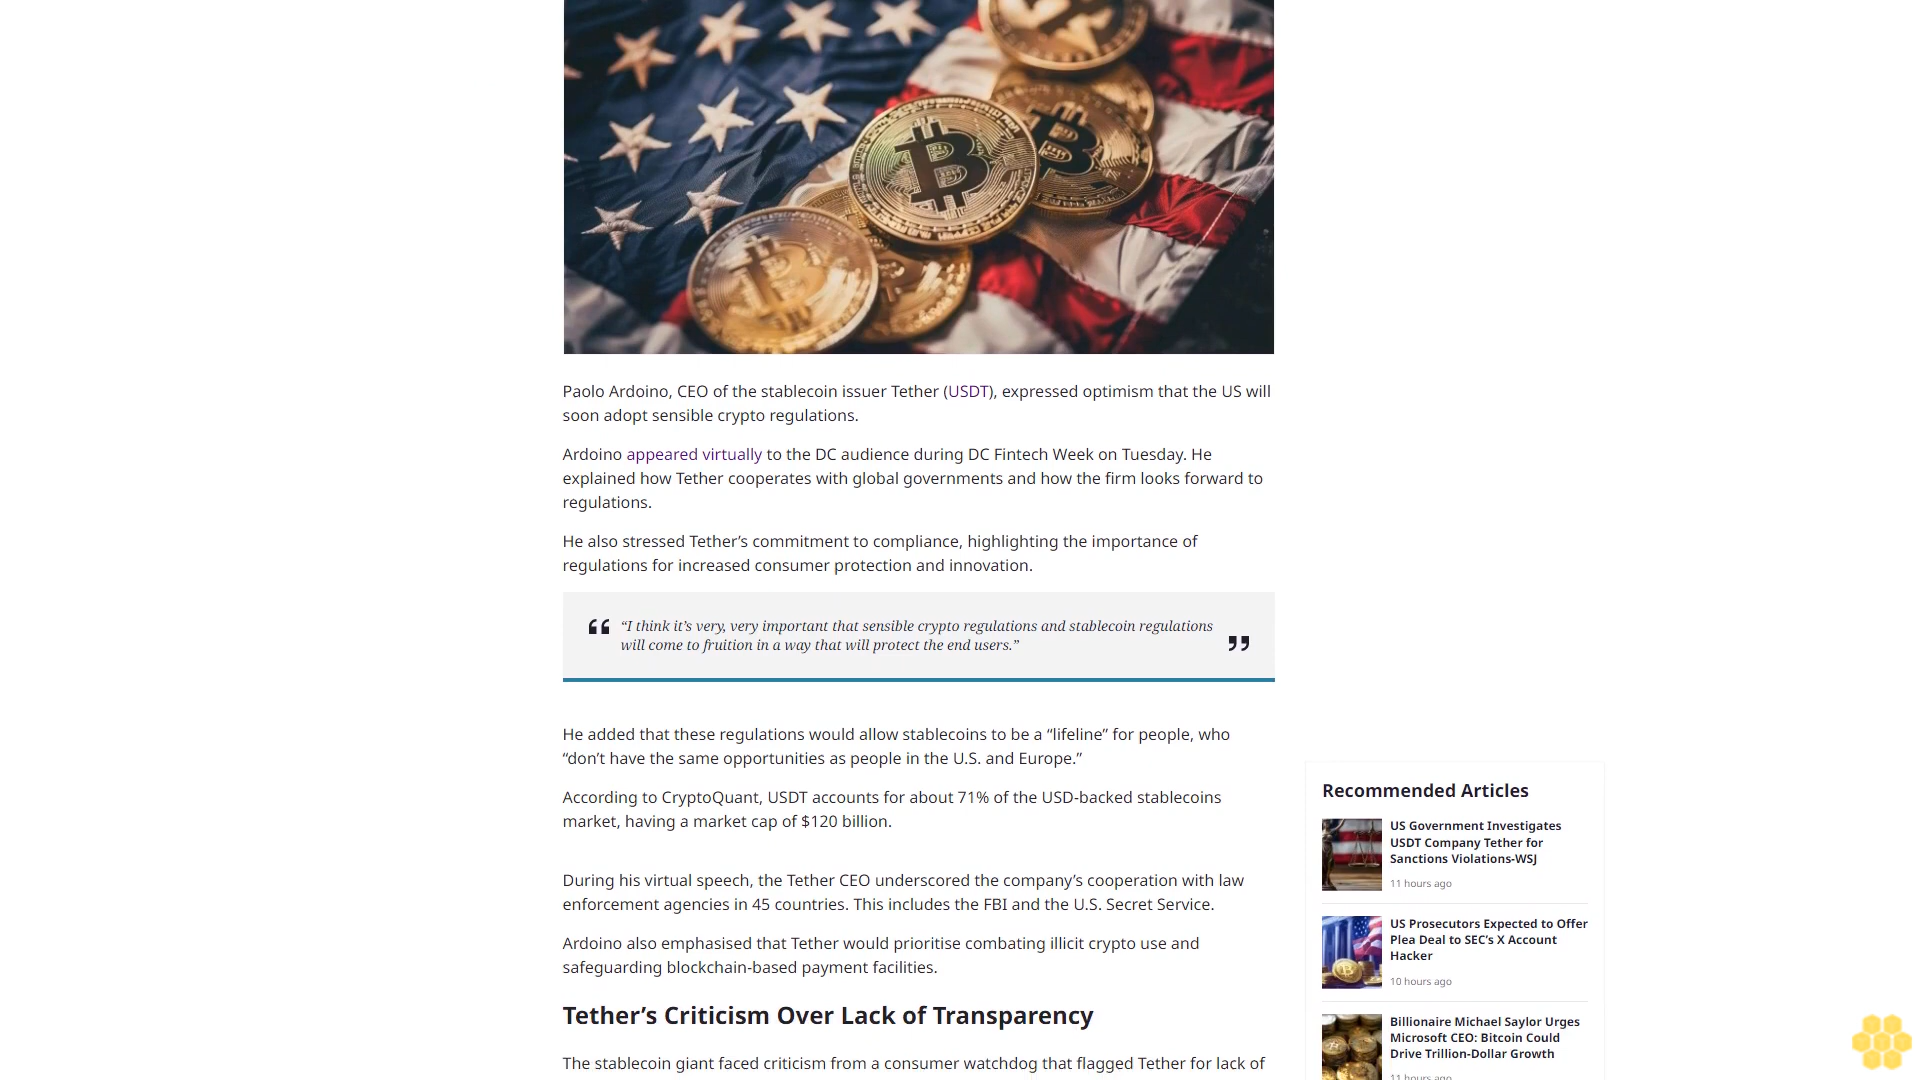 Paolo Ardoino, CEO of the stablecoin issuer Tether (USDT), expressed optimism that the US will
soon adopt sensible crypto regulations.
Ardoino appeared virtually to the DC audience during DC Fintech Week on Tuesday. He
explained how Tether cooperates with global governments and how the firm looks forward to
regulations.
He also stressed Tether’s commitment to compliance, highlighting the importance of
regulations for increased consumer protection and innovation.
“I think it’s very, very important that sensible crypto regulations and stablecoin regulations
will come to fruition in a way that will protect the end users.”
He added that these regulations would allow stablecoins to be a “lifeline” for people, who
“don’t have the same opportunities as people in the U.S. and Europe.”
According to CryptoQuant, USDT accounts for about 71% of the USD-backed stablecoins
market, having a market cap of $120 billion.
During his virtual speech, the Tether CEO underscored the company’s cooperation with law
enforcement agencies in 45 countries. This includes the FBI and the U.S. Secret Service.
Ardoino also emphasised that Tether would prioritise combating illicit crypto use and
safeguarding blockchain-based payment facilities.
Tether’s Criticism Over Lack of Transparency
The stablecoin giant faced criticism from a consumer watchdog that flagged Tether for lack of
Recommended Articles
US Government Investigates
USDT Company Tether for
Sanctions Violations-WSJ
11 hours ago
US Prosecutors Expected to Offer
Plea Deal to SEC’s X Account
Hacker
10 hours ago
Billionaire Michael Saylor Urges
Microsoft CEO: Bitcoin Could
Drive Trillion-Dollar Growth
11 hours ago